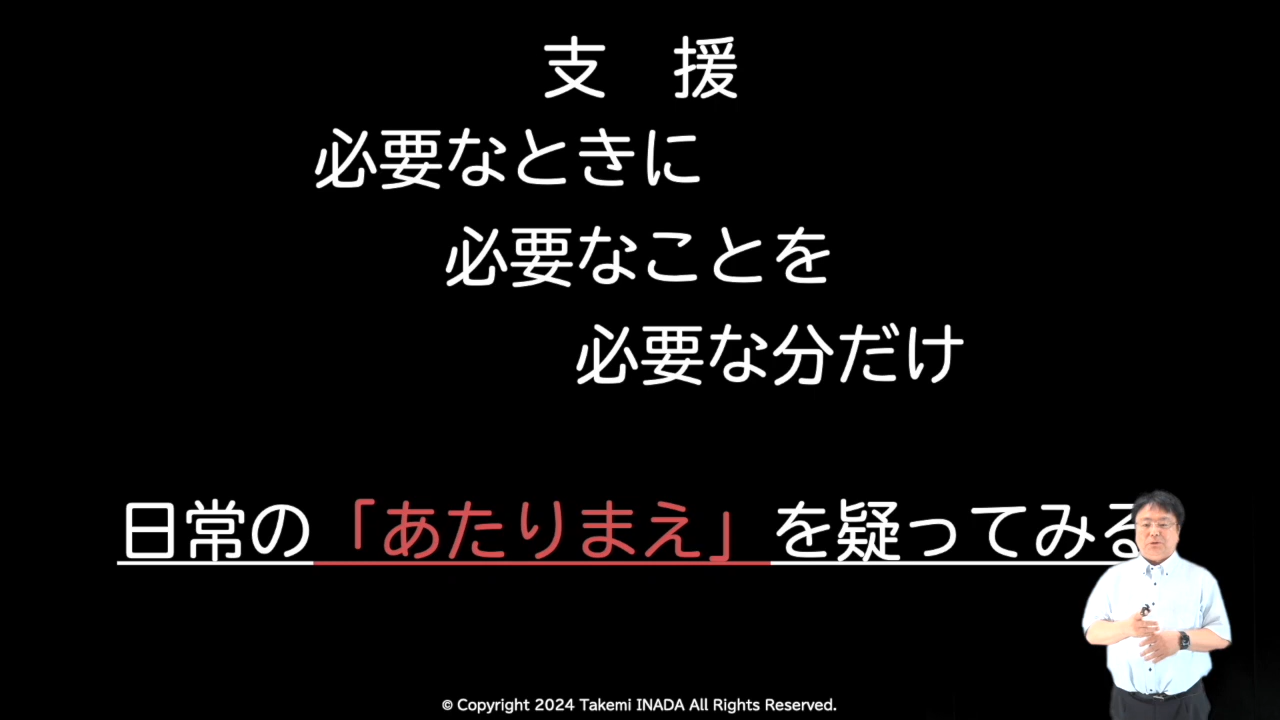 支　援
必要なときに
必要なことを
必要な分だけ
日常の「あたりまえ」を疑ってみる
© Copyright 2024 Takemi INADA All Rights Reserved.